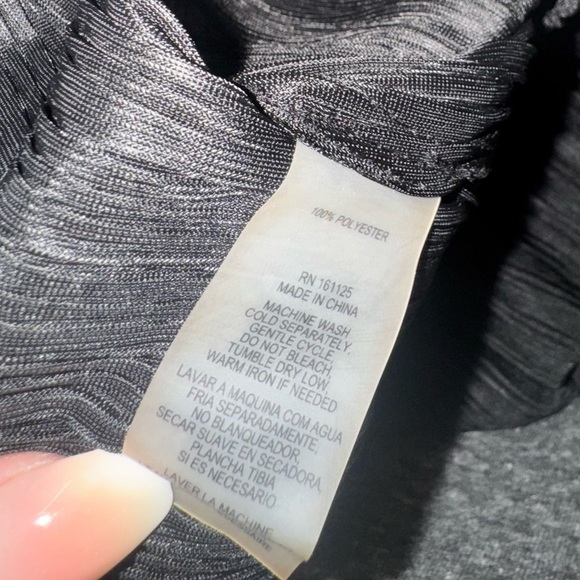 100% POLYESTER
RN 161125
MADE IN CHINA
MACHINE WASH
COLD SEPARATELY.
GENTLE CYCLE.
DO NOT BLEACH.
TUMBLE DRY LOW.
WARM IRON IF NEEDED
LAVAR A MAQUINA CON AGUA
FRIA SEPARADAMENTE,
NO BLANQUEADOR,
SECAR SUAVE EN SECADORA,
PLANCHA TIBIA
SI ES NECESARIO
LAVER LA MACHINE